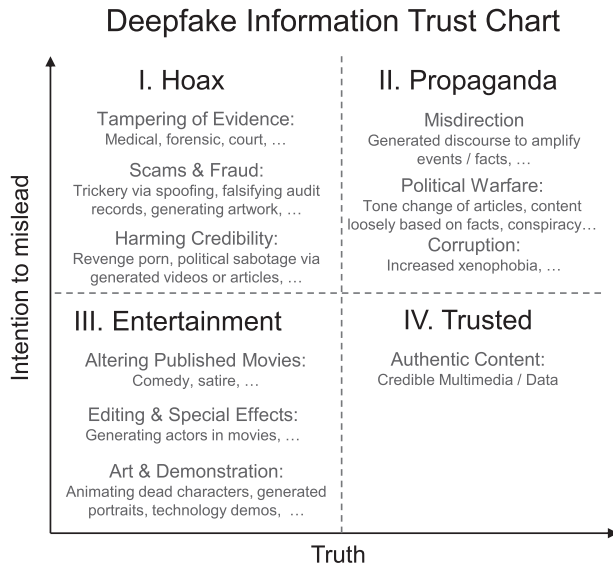 Deepfake Information Trust Chart
I. Hoax
Tampering of Evidence:
Medical, forensic, court, …
Scams & Fraud:
Trickery via spoofing, falsifying audit
records, generating artwork, …
Harming Credibility:
Revenge porn, political sabotage via
generated videos or articles, …
II. Propaganda
Misdirection
Generated discourse to amplify
events / facts, …
Political Warfare:
Tone change of articles, content
loosely based on facts, conspiracy…
Corruption:
Increased xenophobia, …
III. Entertainment
Altering Published Movies:
Comedy, satire, …
Editing & Special Effects:
Generating actors in movies, …
Art & Demonstration:
Animating dead characters, generated
portraits, technology demos, …
IV. Trusted
Authentic Content:
Credible Multimedia / Data
Intention to mislead
Truth